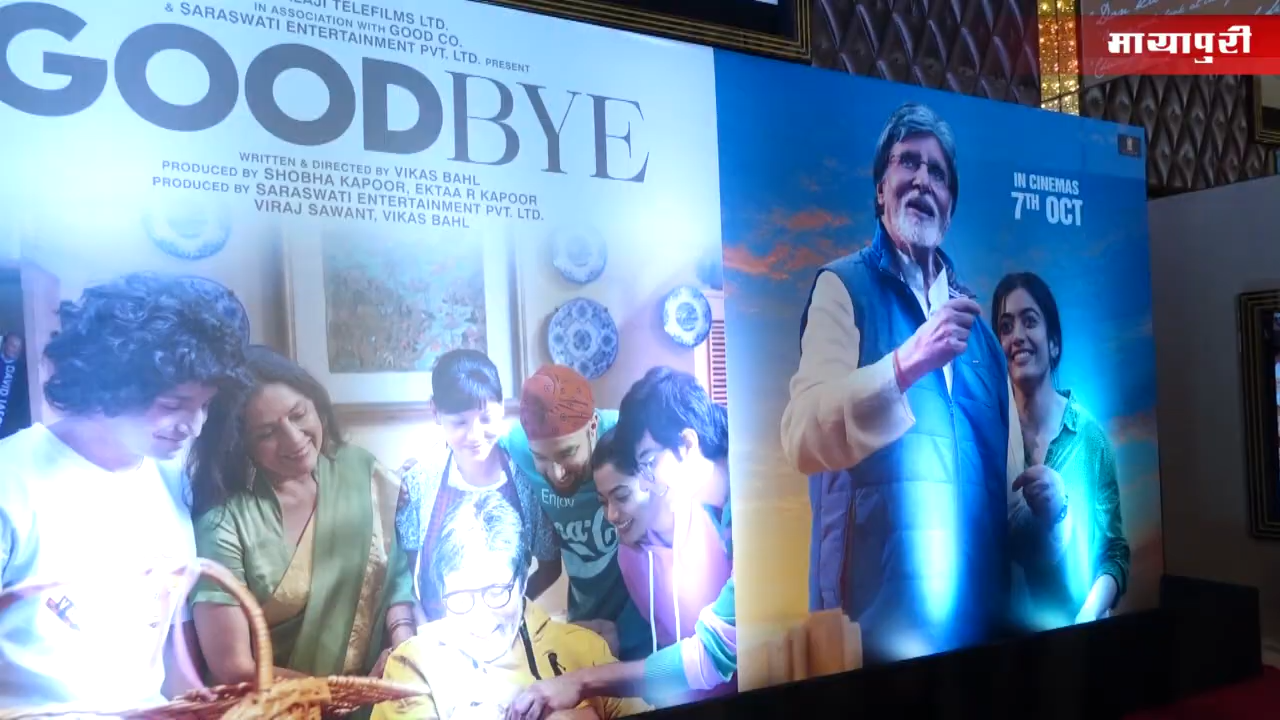 TELEFILMS LTD.
IN ASSOCIATION WITH GOOD CO.
& SARASWATI ENTERTAINMENT PVT. LTD. PRESENT
GOODBYE
WRITTEN & DIRECTED BY VIKAS BAHL
PRODUCED BY SHOBHA KAPOOR, EKTAA R KAPOOR
PRODUCED BY SARASWATI ENTERTAINMENT PVT. LTD.
VIRAJ SAWANT, VIKAS BAHL
IN CINEMAS
7TH OCT
मायापुरी
Enjoy
DAVID